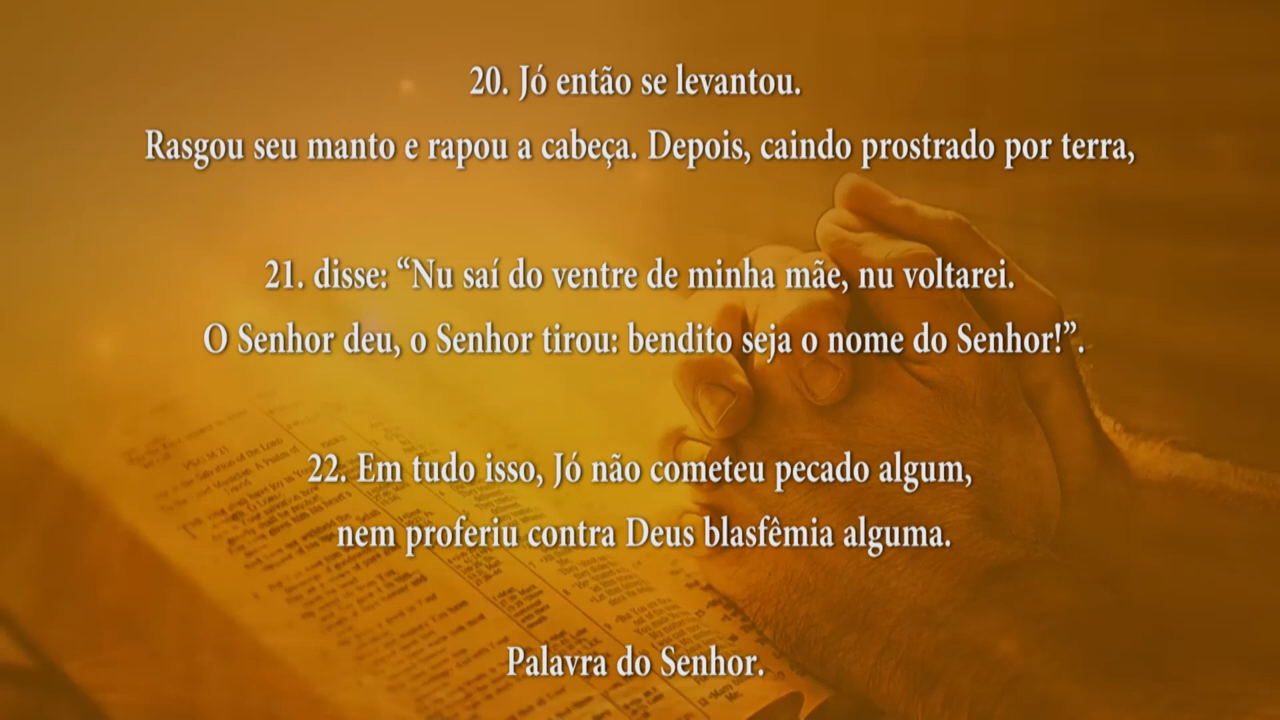 20. Jó então se levantou.
Rasgou seu manto e rapou a cabeça. Depois, caindo prostrado por terra,
21. disse: “Nu saí do ventre de minha mãe, nu voltarei.
O Senhor deu, o Senhor tirou: bendito seja o nome do Senhor!”.
22. Em tudo isso, Jó não cometeu pecado algum,
nem proferiu contra Deus blasfêmia alguma.
Palavra do Senhor.